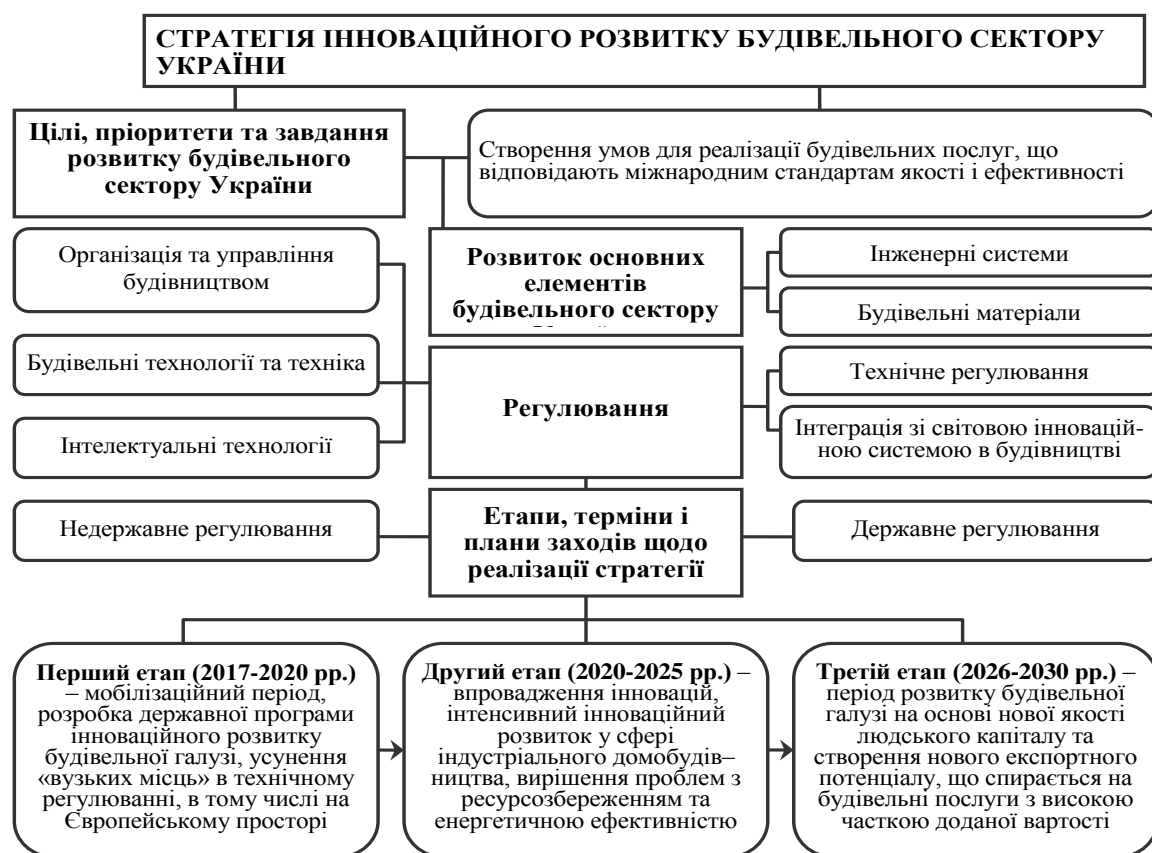 СТРАТЕГІЯ ІННОВАЦІЙНОГО РОЗВИТКУ БУДІВЕЛЬНОГО СЕКТОРУ
УКРАЇНИ
Цілі, пріоритети та завдання
розвитку будівельного
сектору України
Створення умов для реалізації будівельних послуг, що
відповідають міжнародним стандартам якості і ефективності
Організація та управління
будівництвом
Розвиток основних
елементів
будівельного сектору
Інженерні системи
Будівельні матеріали
Будівельні технології та техніка
Регулювання
Технічне регулювання
Інтелектуальні технології
Інтеграція зі світовою інновацій-
ною системою в будівництві
Недержавне регулювання
Етапи, терміни і
плани заходів щодо
реалізації стратегії
Державне регулювання
Перший етап (2017-2020 рр.)
– мобілізаційний період,
розробка державної програми
інноваційного розвитку
будівельної галузі, усунення
«вузьких місць» в технічному
регулюванні, в тому числі на
Європейському просторі
Другий етап (2020-2025 рр.) –
впровадження інновацій,
інтенсивний інноваційний
розвиток у сфері
індустріального домобудів–
ництва, вирішення проблем з
ресурсозбереженням та
енергетичною ефективністю
Третій етап (2026-2030 рр.) –
період розвитку будівельної
галузі на основі нової якості
людського капіталу та
створення нового експортного
потенціалу, що спирається на
будівельні послуги з високою
часткою доданої вартості